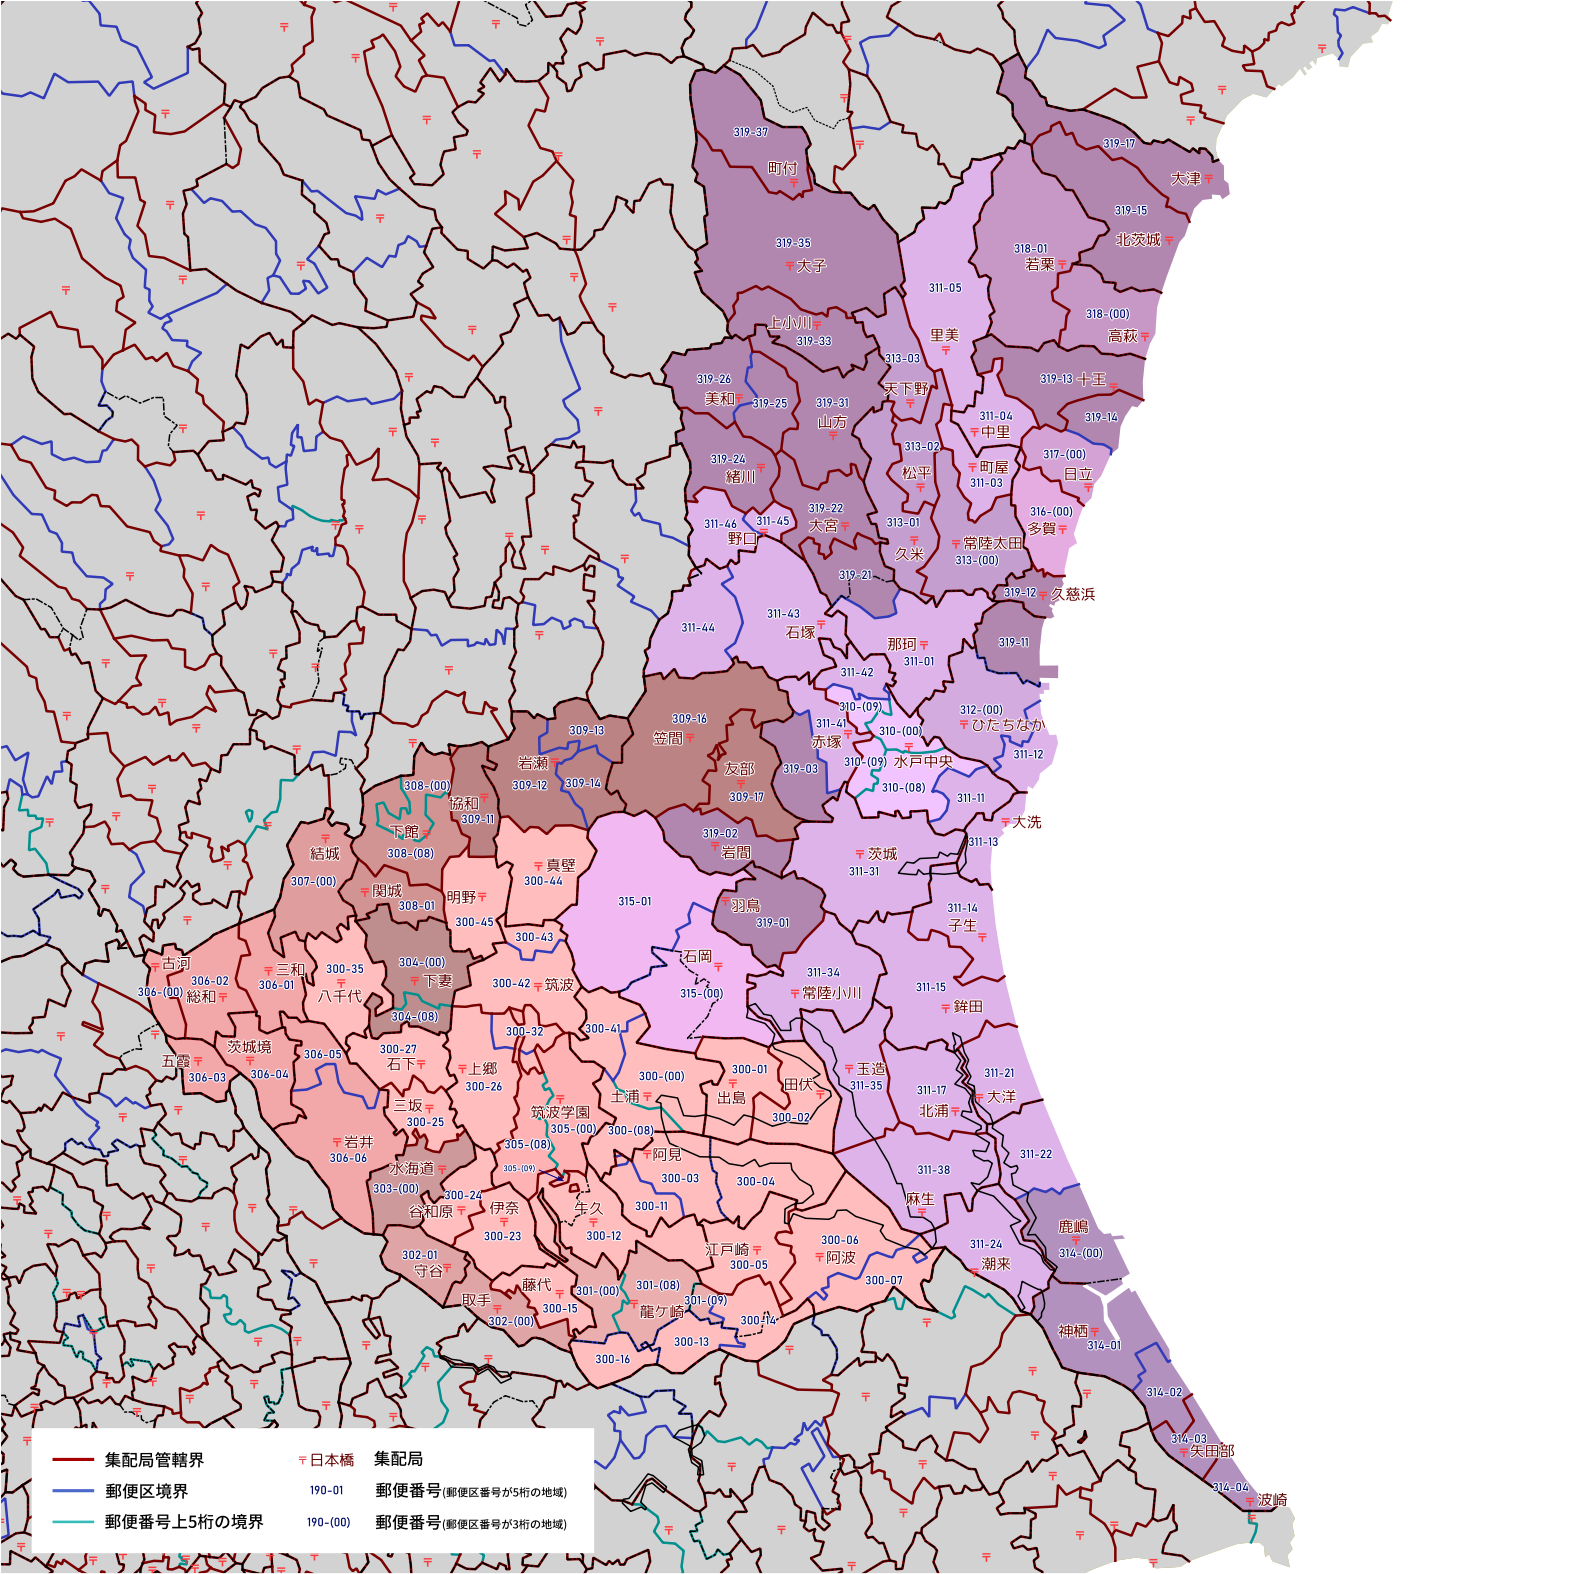 319-37
町付
319-17
大津
319-15
北茨城
319-35
大子
318-01
若栗
311-05
里美
318-(00)
高萩
上小川
319-33
313-03
天下野
319-13 十王
319-14
319-26
美和
319-25
319-31
山方
311-04
中里
313-02
松平
町屋
311-03
317-(00)
日立
319-24
緒川
316-(00)
多賀
311-46
311-45
野口
319-22
大宮
313-01
久米
常陸太田
313-(00)
319-21
319-12 久慈浜
311-44
311-43
石塚
那珂
311-01
319-11
311-42
310-(09)
312-(00)
ひたちなか
309-16
笠間
311-41
赤塚
310-(00)
水戸中央
311-12
309-13
岩瀬
309-12
309-14
友部
309-17
319-03
310-(09)
310-(08)
311-11
308-(00)
協和
309-11
下館
308-(08)
319-02
岩間
大洗
311-13
茨城
311-31
結城
307-(00)
真壁
300-44
関城
308-01
明野
300-45
315-01
羽鳥
319-01
311-14
子生
300-43
古河
306-(00)
306-02
総和
三和
306-01
300-35
八千代
304-(00)
下妻
304-(08)
300-42 筑波
石岡
315-(00)
311-34
常陸小川
311-15
鉾田
300-41
300-32
五霞
306-03
茨城境
306-04
306-05
300-27
石下
上郷
300-26
300-(00)
土浦
300-01
出島
田伏
300-02
玉造
311-35
311-17
北浦
311-21
大洋
三坂
300-25
筑波学園
305-(00)
305-(08)
305-(09)
300-(08)
岩井
306-06
水海道
303-(00)
阿見
300-03
300-04
311-38
麻生
311-22
300-24
谷和原
伊奈
300-23
牛久
300-12
300-11
鹿嶋
314-(00)
302-01
守谷
江戸崎
300-05
300-06
阿波
300-07
311-24
潮来
取手
302-(00)
藤代
300-15
301-(00)
301-(08)
龍ケ崎
301-(09)
300-14
300-13
300-16
神栖
314-01
314-02
314-03
矢田部
314-04
波崎
集配局管轄界
〒日本橋
集配局
郵便区境界
190-01
郵便番号(郵便区番号が5桁の地域)
郵便番号上5桁の境界
190-(00)
郵便番号(郵便区番号が3桁の地域)